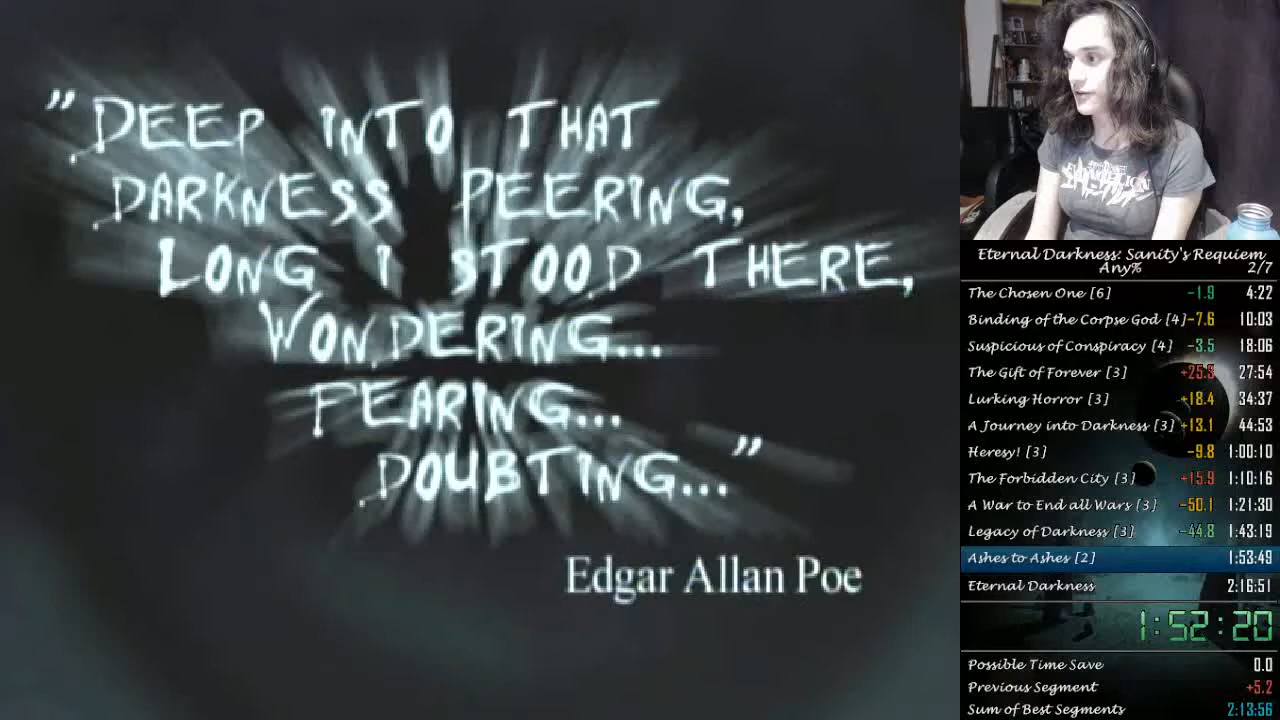 "DEEP INTO THAT
DARKNESS PEERING,
LONG I STOOD THERE,
WONDERING...
FEARING...
DOUBTING..."
Edgar Allan Poe
Eternal Darkness: Sanity's Requiem
Any% 2/7
The Chosen One [6] -1.9 4:22
Binding of the Corpse God [4] -7.6 10:03
Suspicious of Conspiracy [4] -3.5 18:06
The Gift of Forever [3] +25.8 27:54
Lurking Horror [3] +18.4 34:37
A Journey into Darkness [3] +13.1 44:53
Heresy! [3] -9.8 1:00:10
The Forbidden City [3] +15.9 1:10:16
A War to End all Wars [3] -50.1 1:21:30
Legacy of Darkness [3] -44.8 1:43:19
Ashes to Ashes [2] 1:53:49
Eternal Darkness 2:16:51
1:52:20
Possible Time Save 0.0
Previous Segment +5.2
Sum of Best Segments 2:13:56